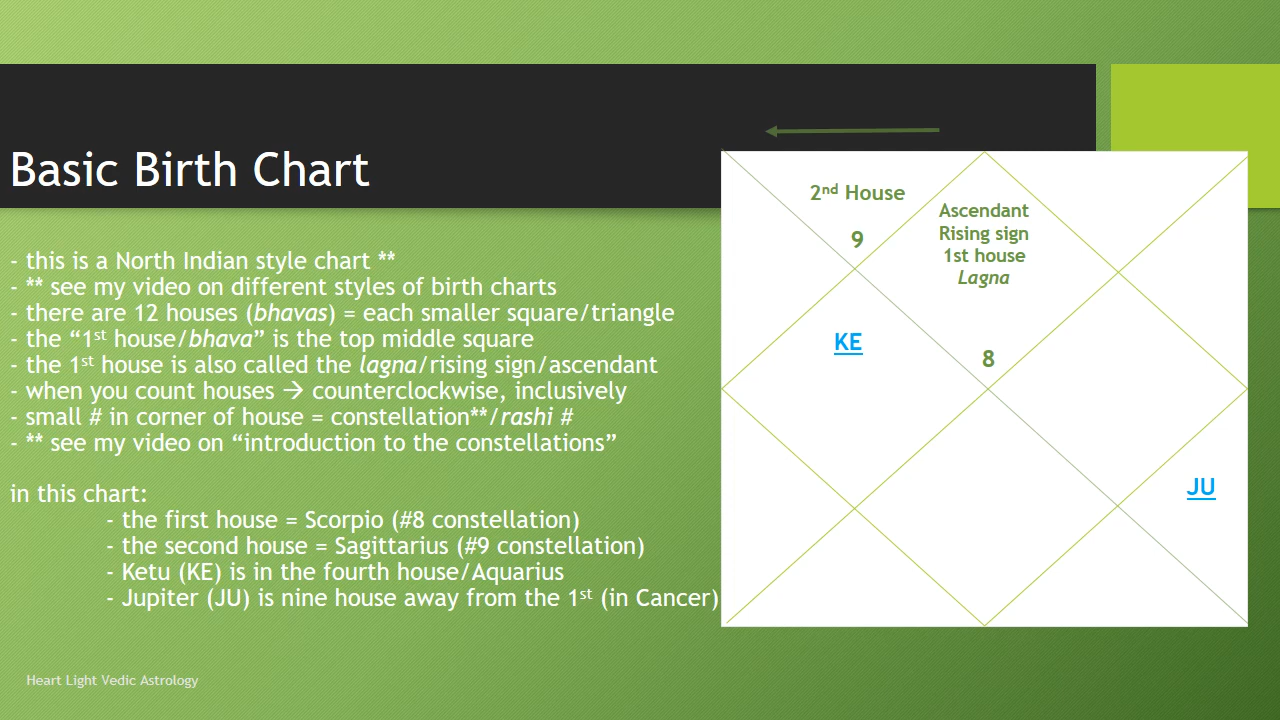 Basic Birth Chart
- this is a North Indian style chart **
- ** see my video on different styles of birth charts
- there are 12 houses (bhavas) = each smaller square/triangle
- the “1st house/bhava” is the top middle square
- the 1st house is also called the lagna/rising sign/ascendant
- when you count houses → counterclockwise, inclusively
- small # in corner of house = constellation**/rashi #
- ** see my video on “introduction to the constellations”
in this chart:
- the first house = Scorpio (#8 constellation)
- the second house = Sagittarius (#9 constellation)
- Ketu (KE) is in the fourth house/Aquarius
- Jupiter (JU) is nine house away from the 1st (in Cancer)
2nd House
9
Ascendant
Rising sign
1st house
Lagna
KE
8
JU
Heart Light Vedic Astrology